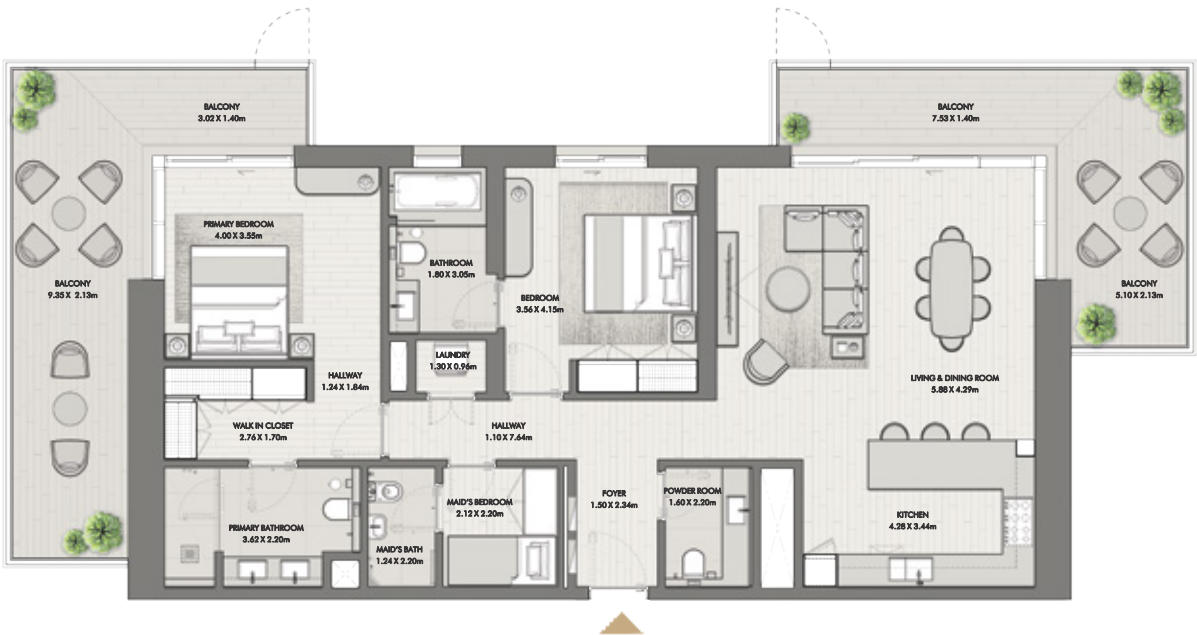 BALCONY
3.02 X 1.40m
BALCONY
7.53 X 1.40m
PRIMARY BEDROOM
4.00 X 3.55m
BATHROOM
1.80 X 3.05m
BEDROOM
3.56 X 4.15m
BALCONY
9.35 X 2.13m
BALCONY
5.10 X 2.13m
LAUNDRY
1.30 X 0.96m
HALLWAY
1.24 X 1.84m
LIVING & DINING ROOM
5.88 X 4.29m
WALK IN CLOSET
2.76 X 1.70m
HALLWAY
1.10 X 7.64m
MAID'S BEDROOM
2.12 X 2.20m
FOYER
1.50 X 2.34m
POWDER ROOM
1.60 X 2.20m
PRIMARY BATHROOM
3.62 X 2.20m
MAID'S BATH
1.24 X 2.20m
KITCHEN
4.28 X 3.44m